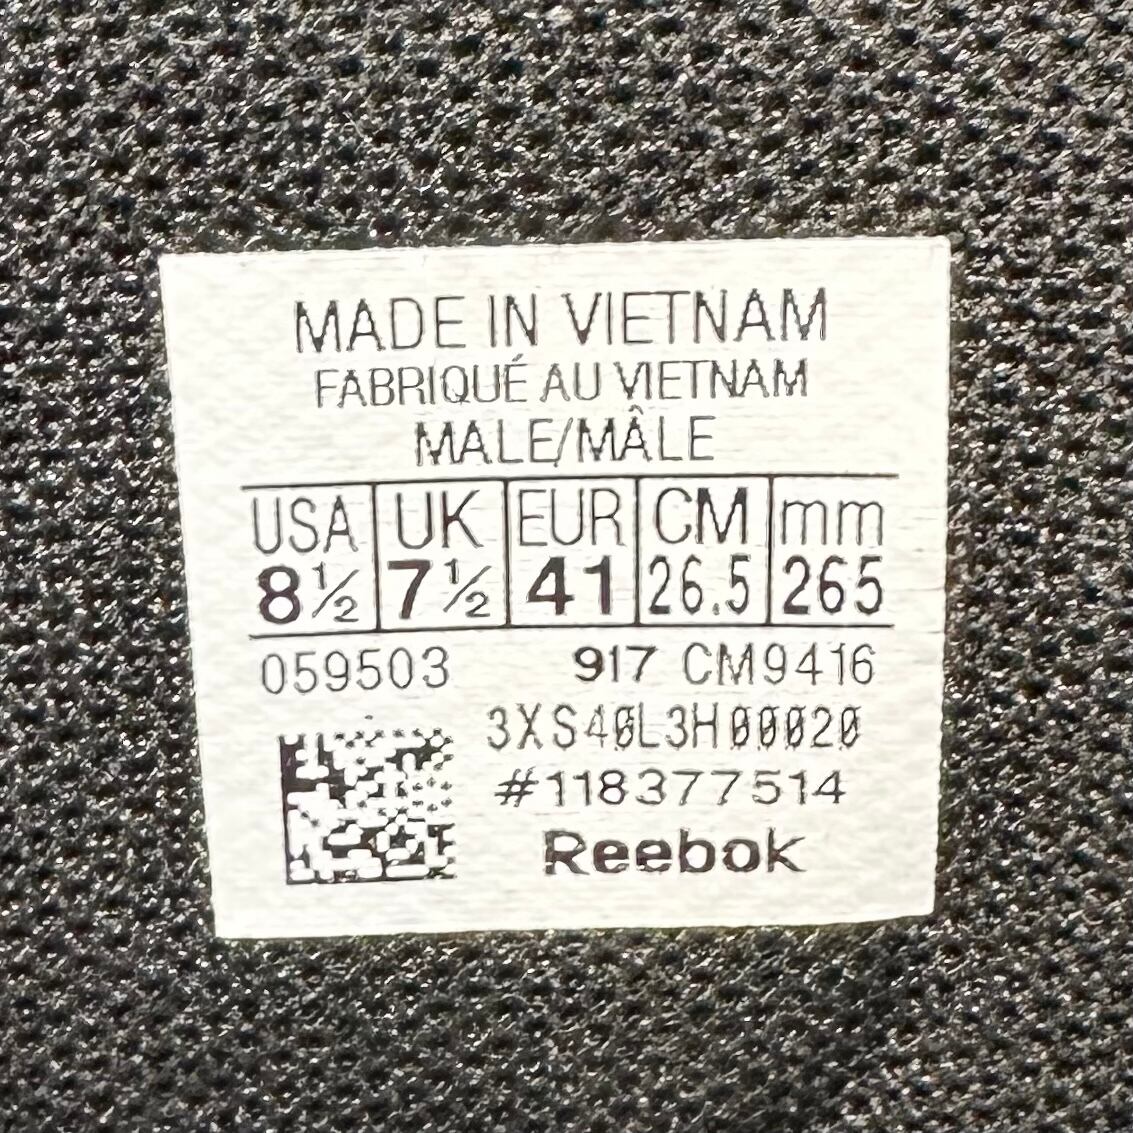 MADE IN VIETNAM
FABRIQUÉ AU VIETNAM
MALE/MÂLE
USA UK EUR CM mm
8½ 7½ 41 26.5 265
059503 917 CM9416
3XS40L3H00020
#118377514
Reebok